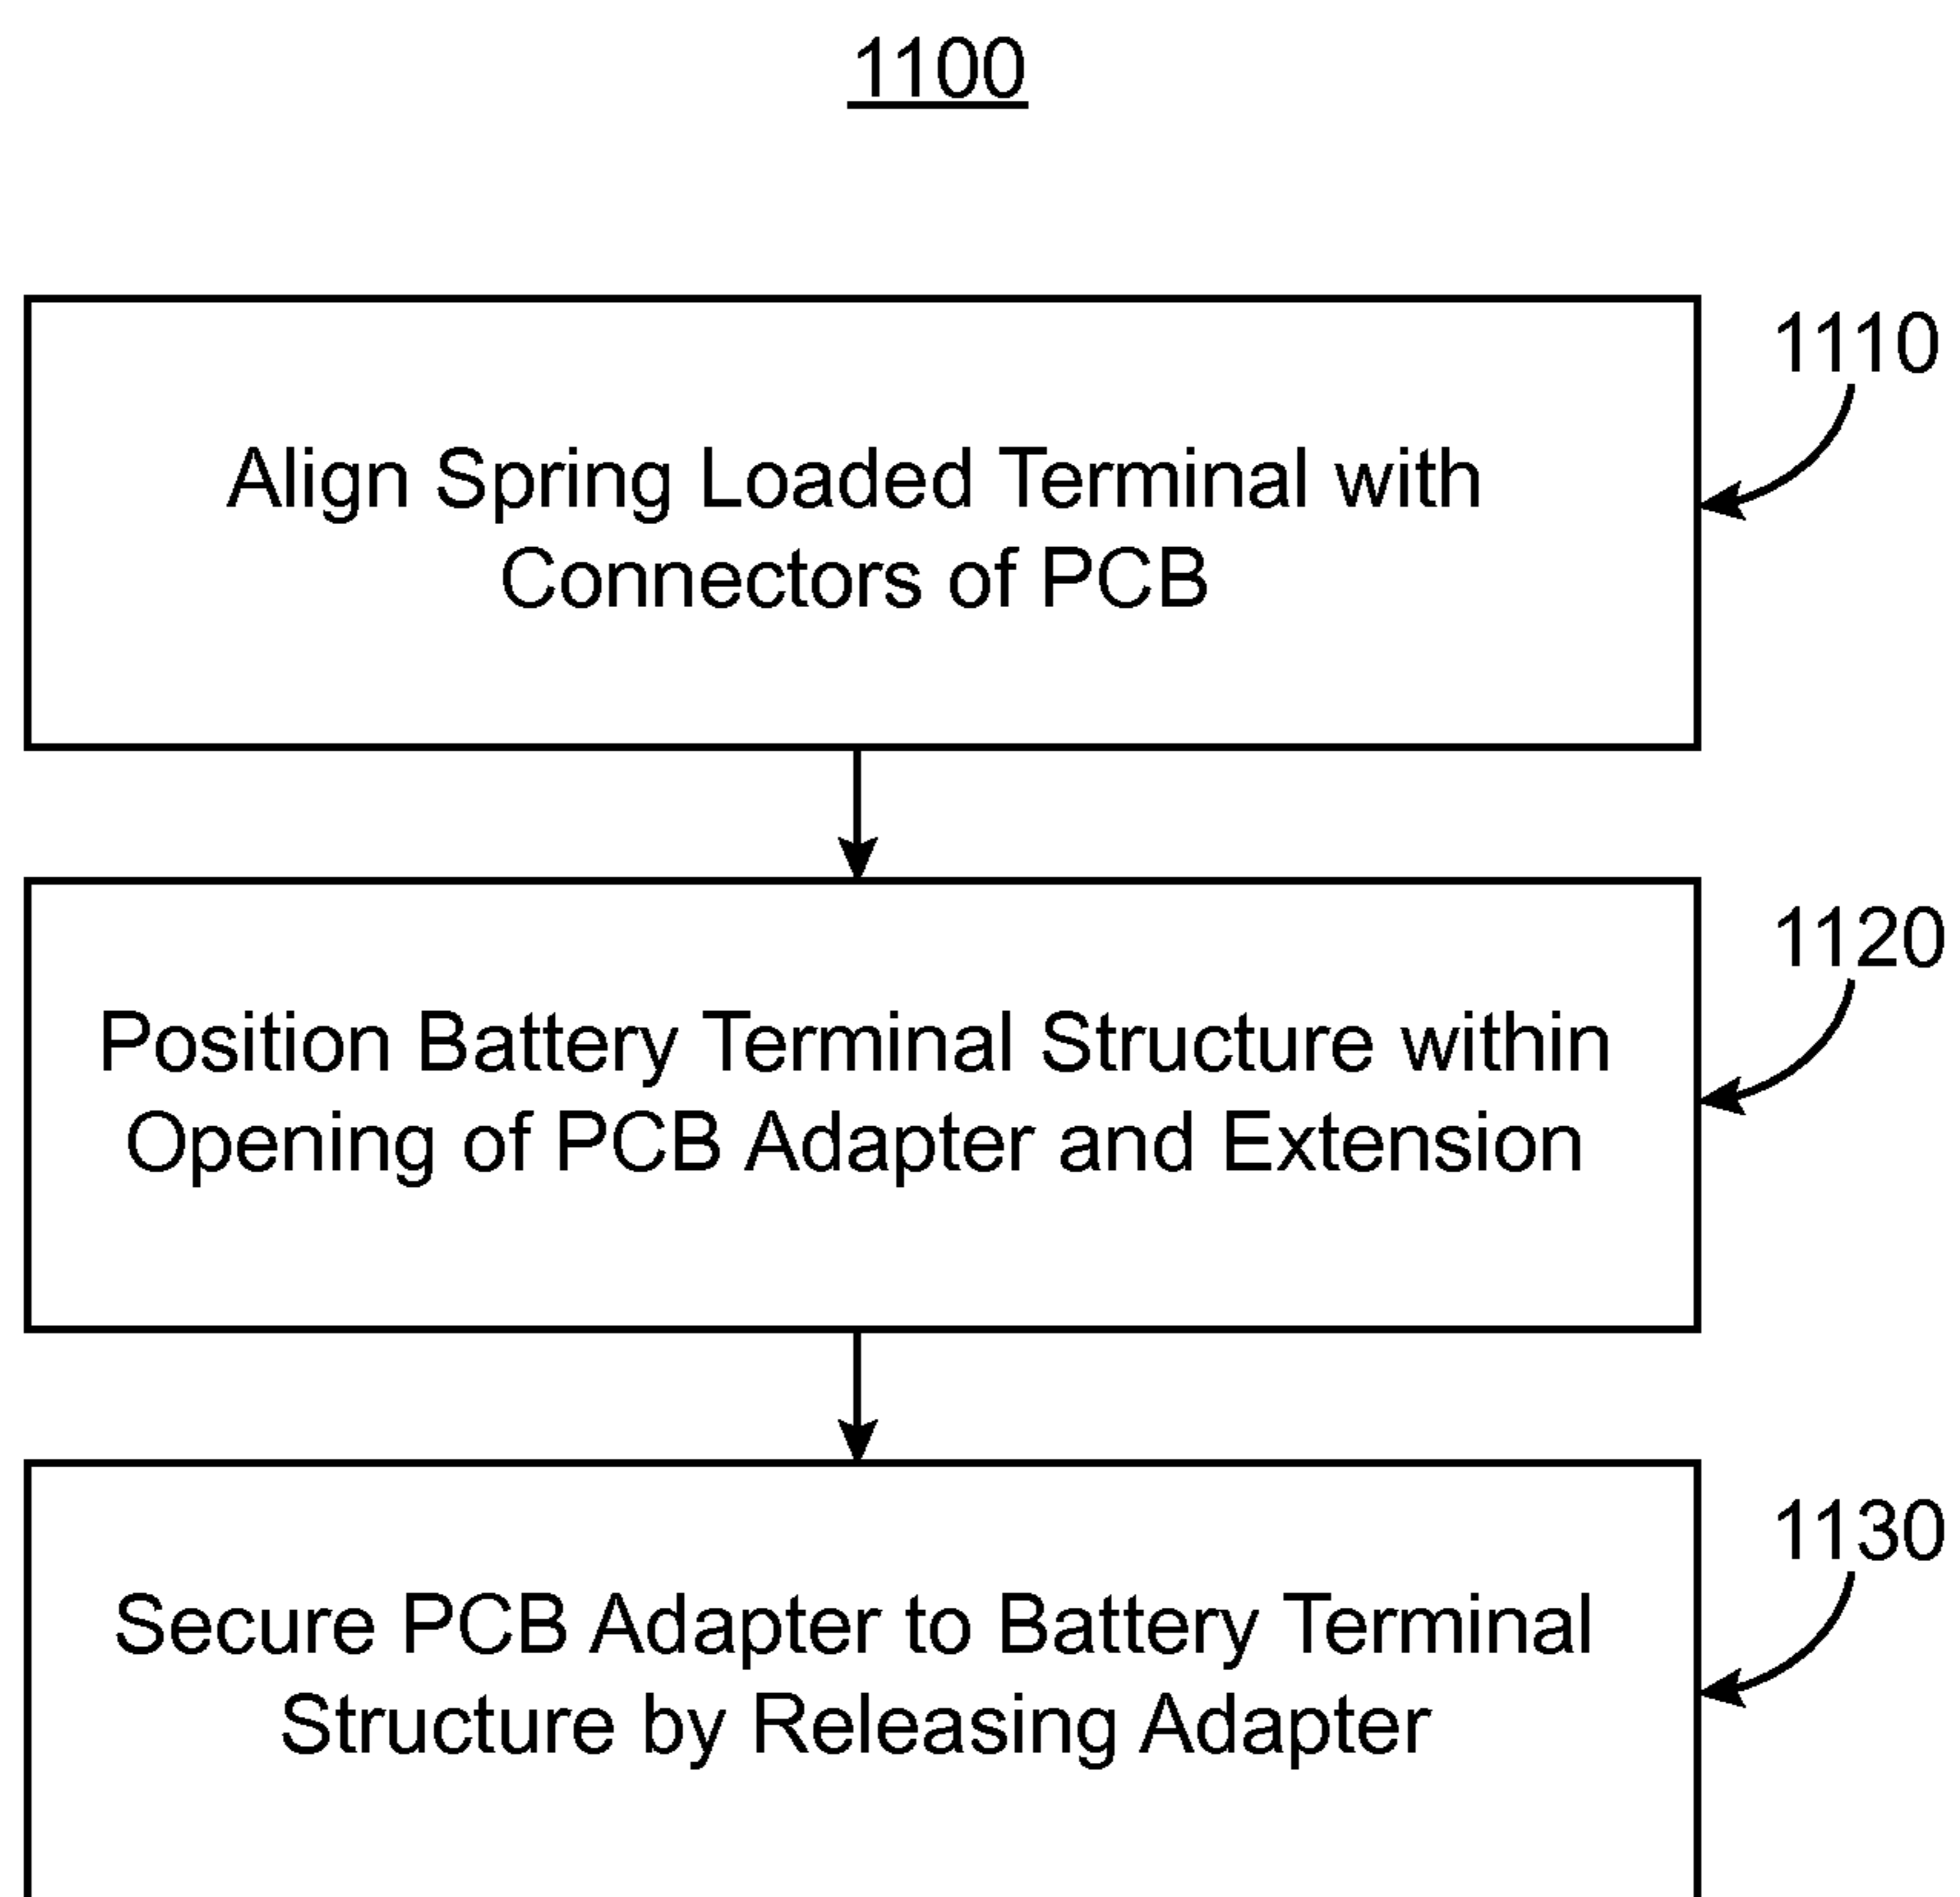 1100
1110
Align Spring Loaded Terminal with
Connectors of PCB
1120
Position Battery Terminal Structure within
Opening of PCB Adapter and Extension
1130
Secure PCB Adapter to Battery Terminal
Structure by Releasing Adapter